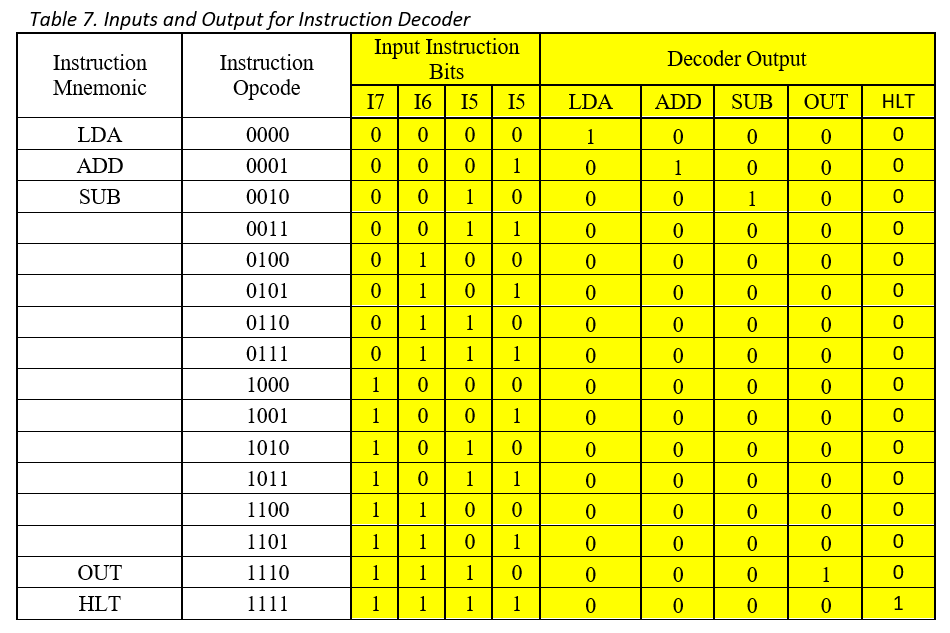 Table 7. Inputs and Output for Instruction Decoder
Instruction Mnemonic Instruction Opcode Input Instruction Bits Decoder Output
I7 I6 I5 I5 LDA ADD SUB OUT HLT
LDA 0000 0 0 0 0 1 0 0 0 0
ADD 0001 0 0 0 1 0 1 0 0 0
SUB 0010 0 0 1 0 0 0 1 0 0
0011 0 0 1 1 0 0 0 0 0
0100 0 1 0 0 0 0 0 0 0
0101 0 1 0 1 0 0 0 0 0
0110 0 1 1 0 0 0 0 0 0
0111 0 1 1 1 0 0 0 0 0
1000 1 0 0 0 0 0 0 0 0
1001 1 0 0 1 0 0 0 0 0
1010 1 0 1 0 0 0 0 0 0
1011 1 0 1 1 0 0 0 0 0
1100 1 1 0 0 0 0 0 0 0
1101 1 1 0 1 0 0 0 0 0
OUT 1110 1 1 1 0 0 0 0 1 0
HLT 1111 1 1 1 1 0 0 0 0 1